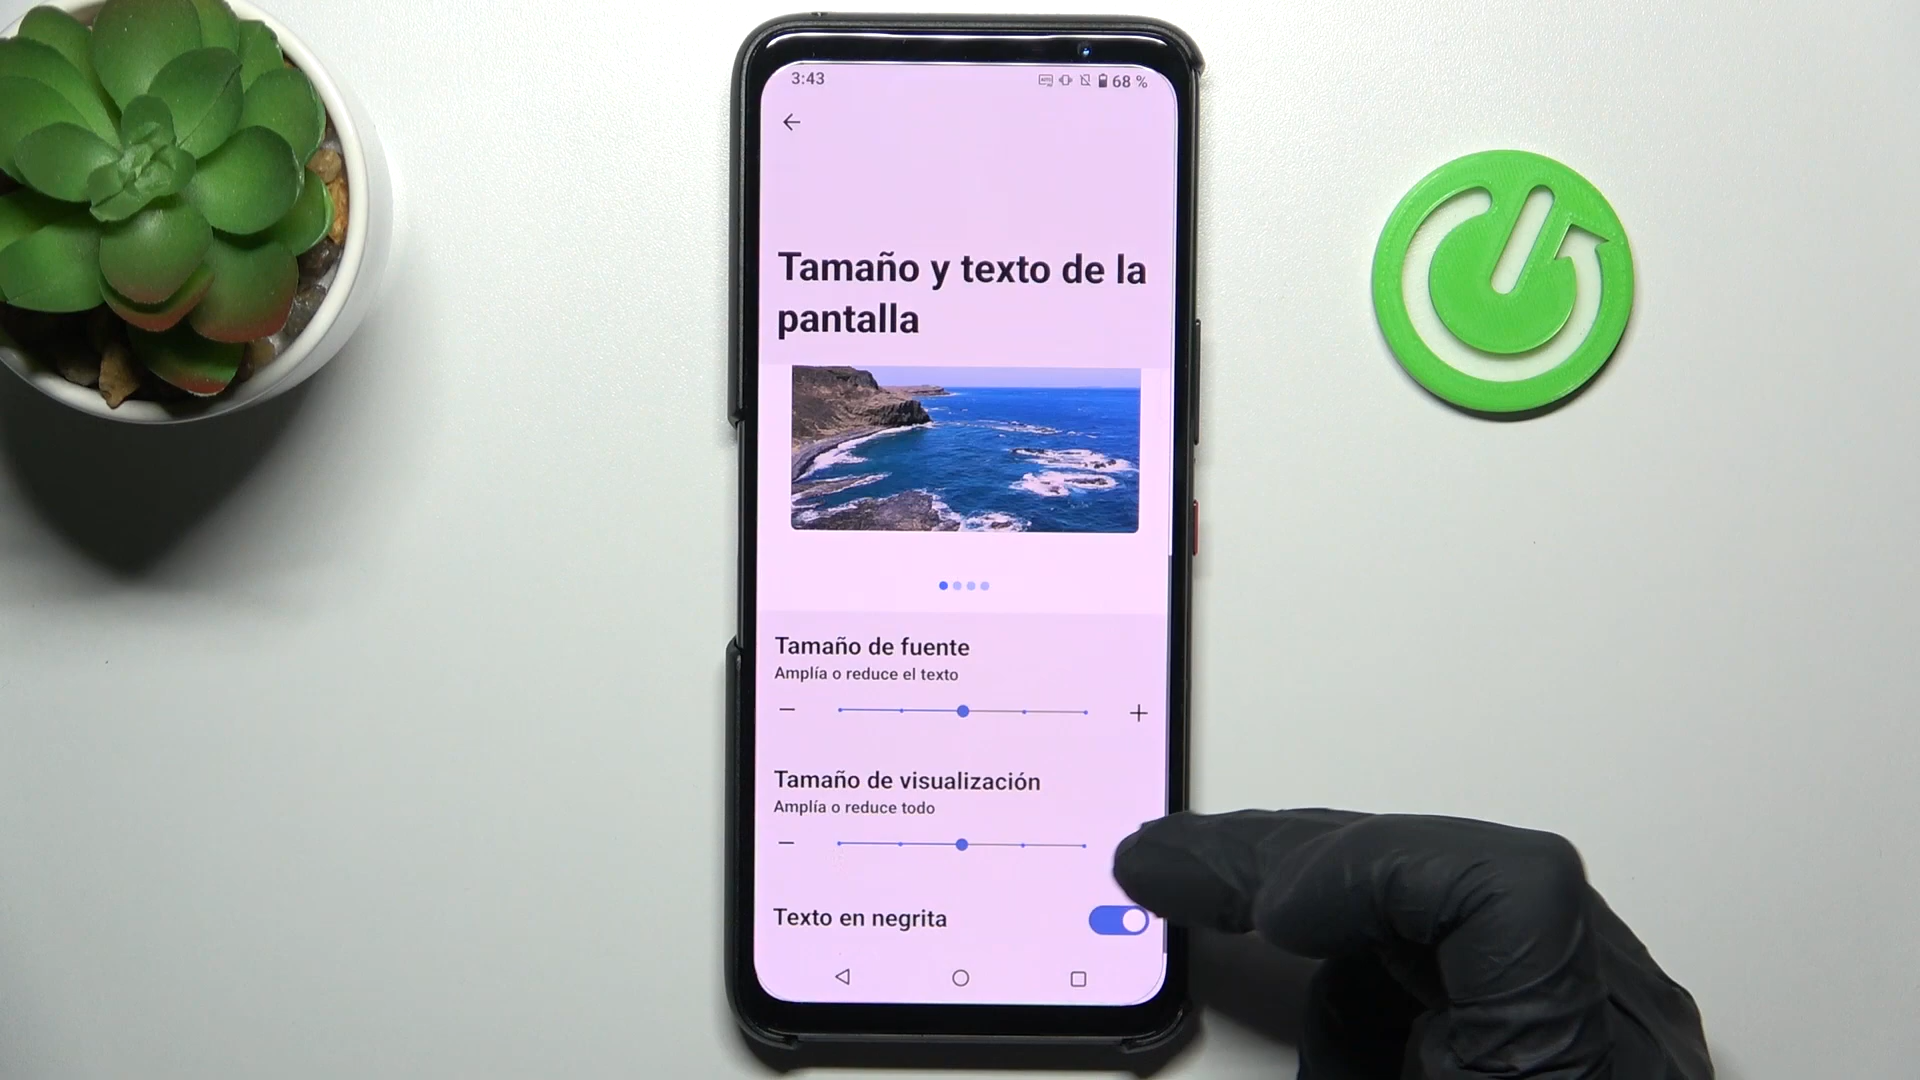 3:43
68 %
Tamaño y texto de la
pantalla
Tamaño de fuente
Amplía o reduce el texto
Tamaño de visualización
Amplía o reduce todo
Texto en negrita